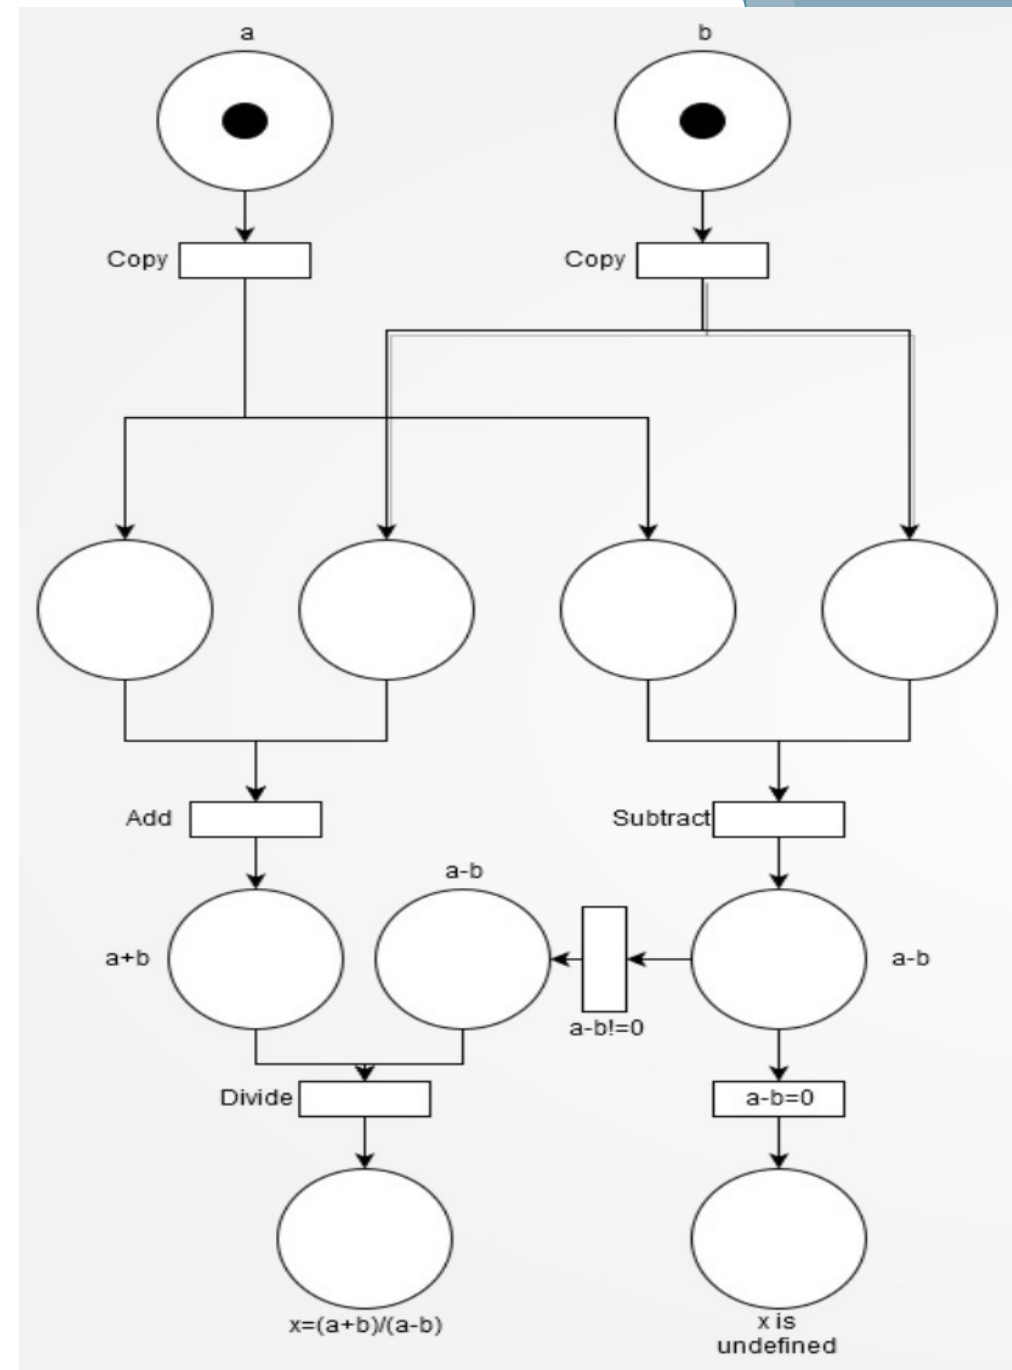 a
b
Copy
Copy
Add
Subtract
a-b
a+b
a-b
a-b!=0
Divide
a-b=0
x=(a+b)/(a-b)
x is
undefined